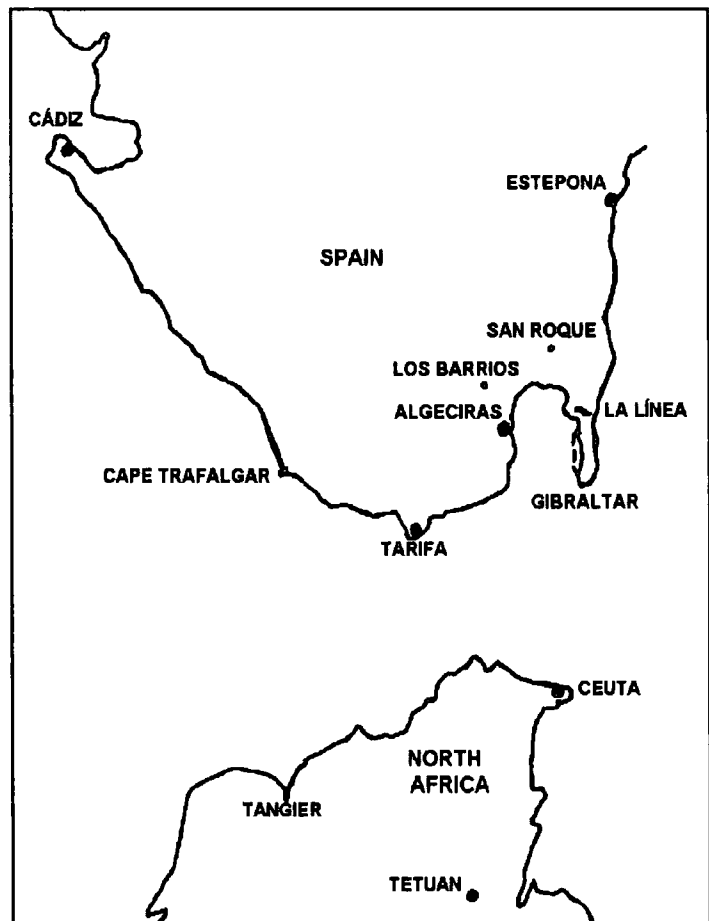 CÁDIZ
ESTEPONA
SPAIN
SAN ROQUE
LOS BARRIOS
LA LÍNEA
ALGECIRAS
CAPE TRAFALGAR
GIBRALTAR
TARIFA
CEUTA
NORTH
AFRICA
TANGIER
TETUAN